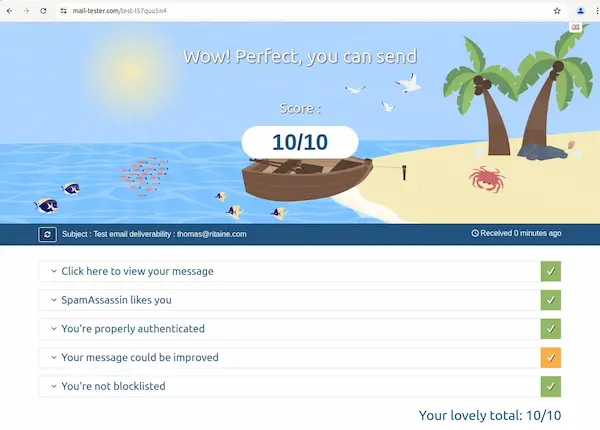 mail-tester.com/test-l57quu5n4
Wow! Perfect, you can send
Score :
10/10
Subject : Test email deliverability : thomas@ritaine.com
Received 0 minutes ago
Click here to view your message
SpamAssassin likes you
You're properly authenticated
Your message could be improved
You're not blocklisted
Your lovely total: 10/10